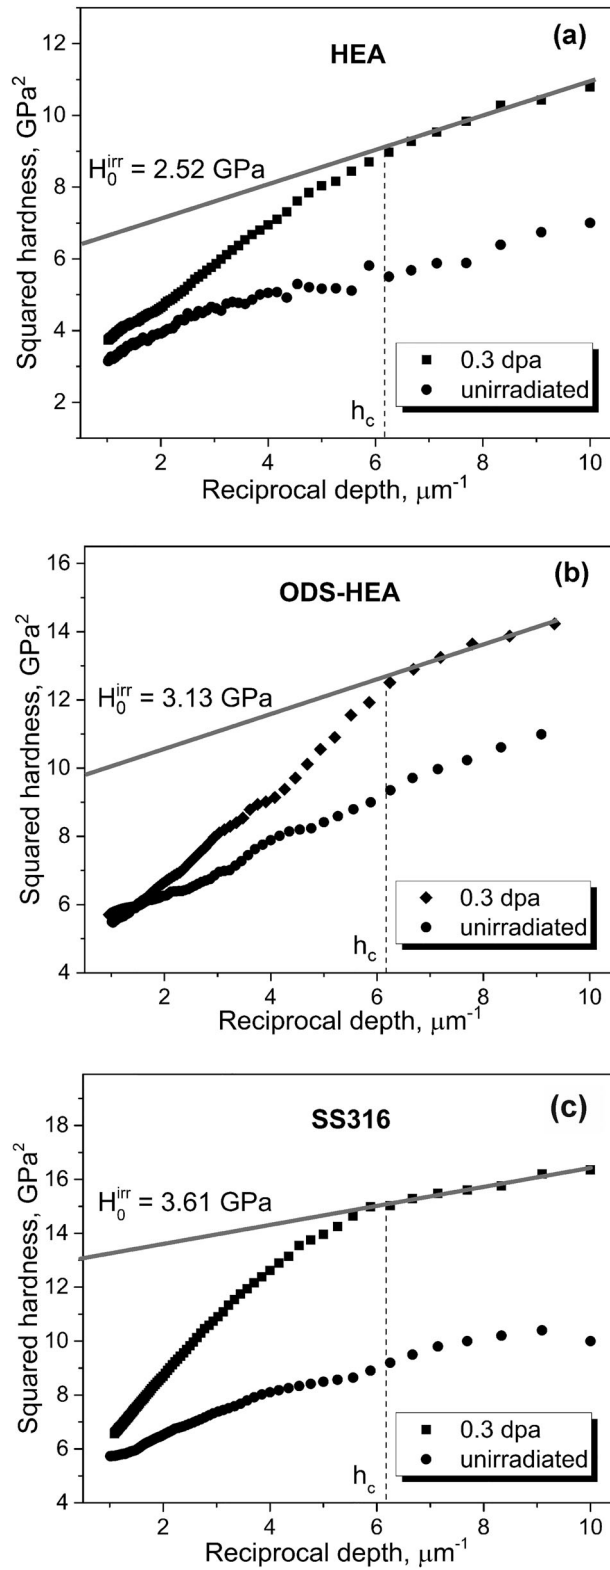 (a)
HEA
Squared hardness, GPa²
12
10
8
6
4
2
H₀ⁱʳʳ = 2.52 GPa
0.3 dpa
unirradiated
h_c
2 4 6 8 10
Reciprocal depth, μm⁻¹
(b)
ODS-HEA
Squared hardness, GPa²
16
14
12
10
8
6
4
H₀ⁱʳʳ = 3.13 GPa
0.3 dpa
unirradiated
h_c
2 4 6 8 10
Reciprocal depth, μm⁻¹
(c)
SS316
Squared hardness, GPa²
18
16
14
12
10
8
6
4
H₀ⁱʳʳ = 3.61 GPa
0.3 dpa
unirradiated
h_c
2 4 6 8 10
Reciprocal depth, μm⁻¹